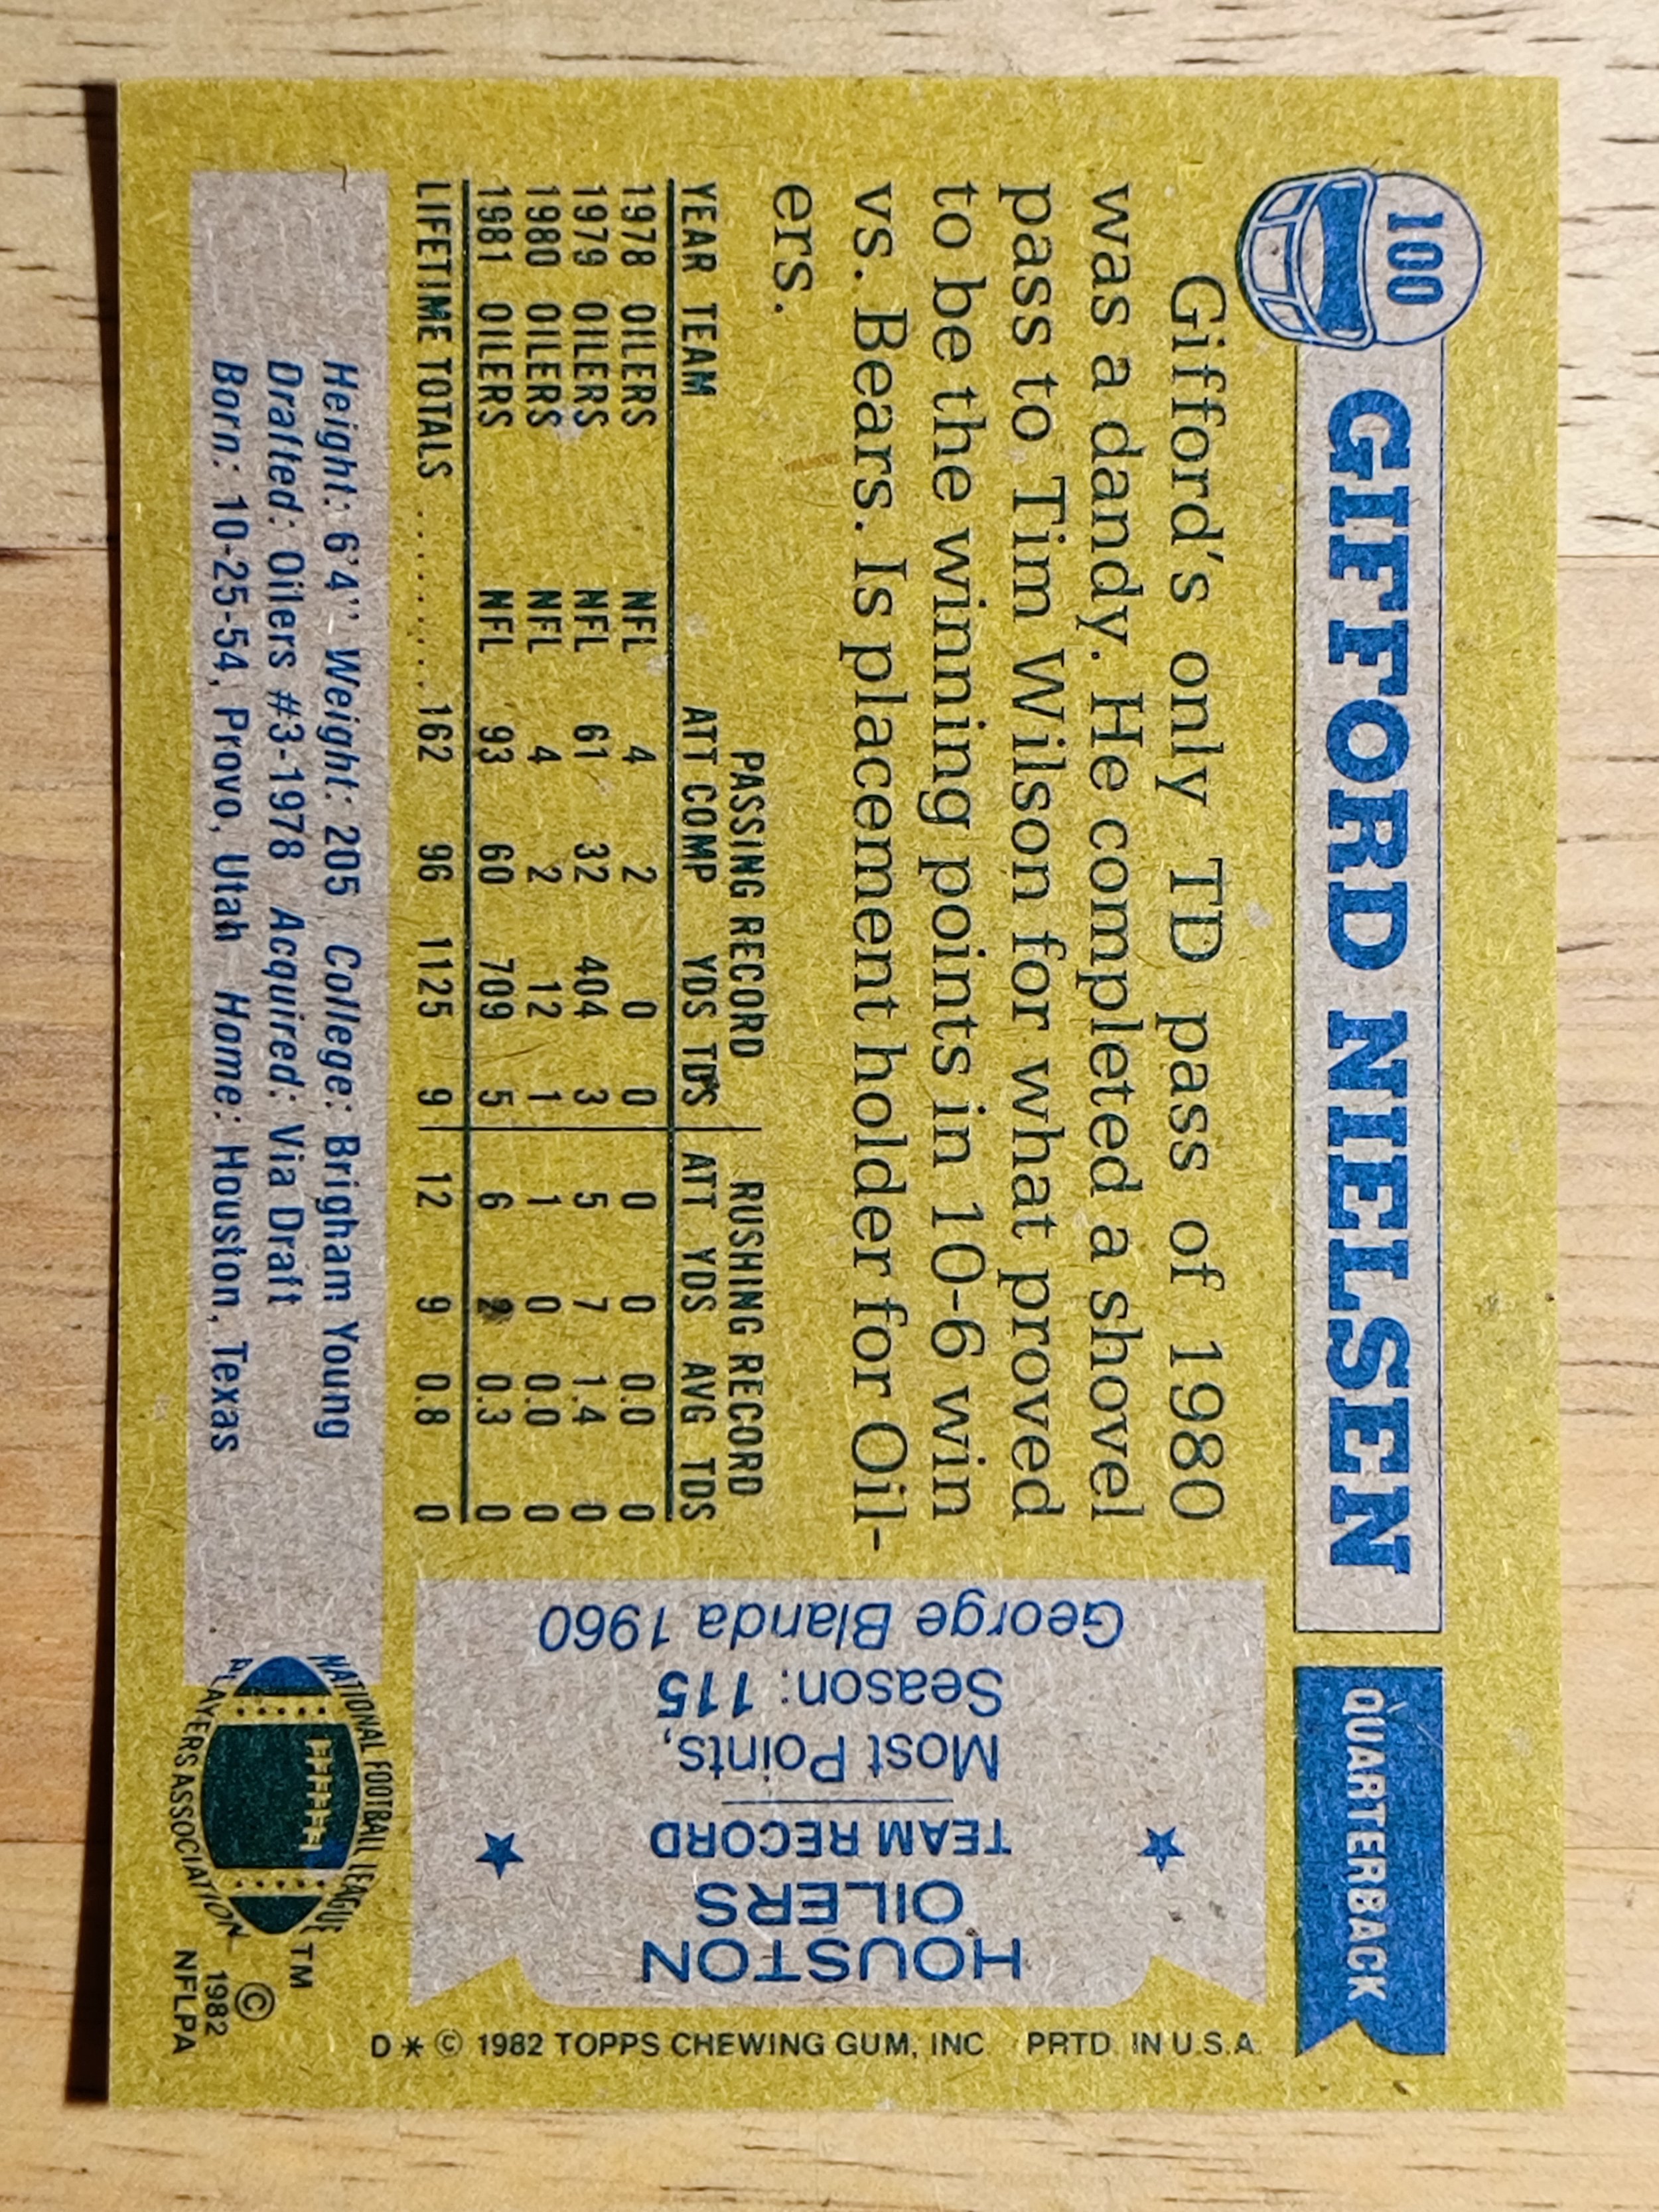 100 GIFFORD NIELSEN QUARTERBACK
Gifford's only TD pass of 1980
was a dandy. He completed a shovel
pass to Tim Wilson for what proved
to be the winning points in 10-6 win
vs. Bears. Is placement holder for Oil-
ers.
PASSING RECORD RUSHING RECORD
YEAR TEAM ATT COMP YDS TD'S ATT YDS AVG TDS
1978 OILERS NFL 4 2 0 0 0 0 0.0 0
1979 OILERS NFL 61 32 404 3 5 7 1.4 0
1980 OILERS NFL 4 2 12 1 1 0 0.0 0
1981 OILERS NFL 93 60 709 5 6 2 0.3 0
LIFETIME TOTALS ............ 162 96 1125 9 12 9 0.8 0
Height: 6'4'' Weight: 205 College: Brigham Young
Drafted: Oilers #3-1978 Acquired: Via Draft
Born: 10-25-54, Provo, Utah Home: Houston, Texas
HOUSTON
OILERS
TEAM RECORD
Most Points,
Season: 115
George Blanda 1960
NATIONAL FOOTBALL LEAGUE
PLAYERS ASSOCIATION
TM
©
1982
NFLPA
D * © 1982 TOPPS CHEWING GUM, INC PRTD. IN U.S.A.